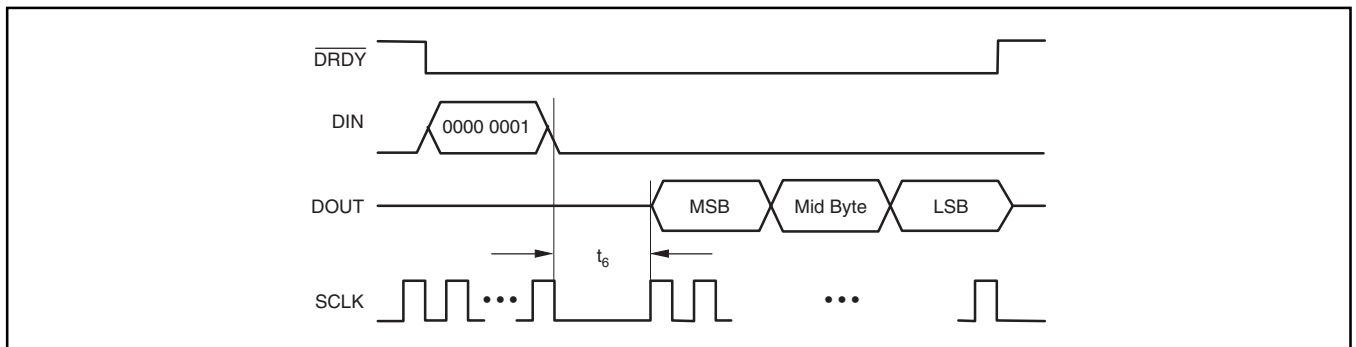 DRDY
DIN
0000 0001
DOUT
MSB
Mid Byte
LSB
t6
SCLK
•••
•••